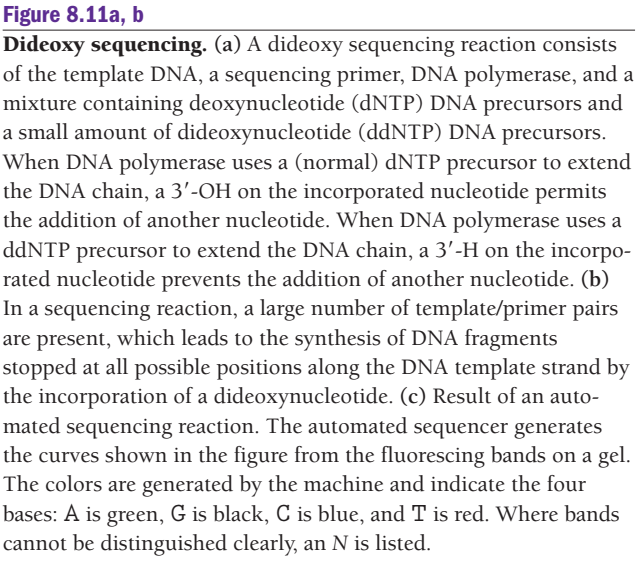 Figure 8.11a, b
Dideoxy sequencing. (a) A dideoxy sequencing reaction consists
of the template DNA, a sequencing primer, DNA polymerase, and a
mixture containing deoxynucleotide (dNTP) DNA precursors and
a small amount of dideoxynucleotide (ddNTP) DNA precursors.
When DNA polymerase uses a (normal) dNTP precursor to extend
the DNA chain, a 3′-OH on the incorporated nucleotide permits
the addition of another nucleotide. When DNA polymerase uses a
ddNTP precursor to extend the DNA chain, a 3′-H on the incorpo-
rated nucleotide prevents the addition of another nucleotide. (b)
In a sequencing reaction, a large number of template/primer pairs
are present, which leads to the synthesis of DNA fragments
stopped at all possible positions along the DNA template strand by
the incorporation of a dideoxynucleotide. (c) Result of an auto-
mated sequencing reaction. The automated sequencer generates
the curves shown in the figure from the fluorescing bands on a gel.
The colors are generated by the machine and indicate the four
bases: A is green, G is black, C is blue, and T is red. Where bands
cannot be distinguished clearly, an N is listed.